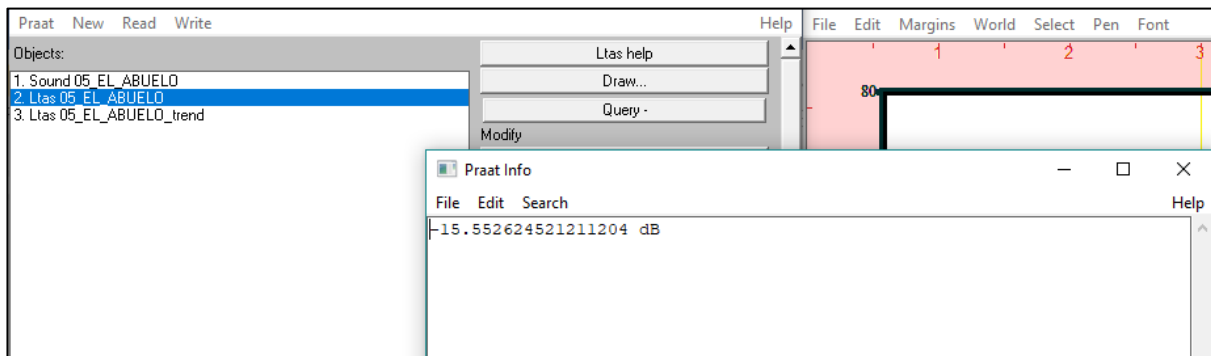 Praat New Read Write Help
Objects:
1. Sound 05_EL_ABUELO
2. Ltas 05_EL_ABUELO
3. Ltas 05_EL_ABUELO_trend
Ltas help
Draw...
Query -
Modify
File Edit Margins World Select Pen Font
1 2 3
80
Praat Info
File Edit Search Help
-15.552624521211204 dB